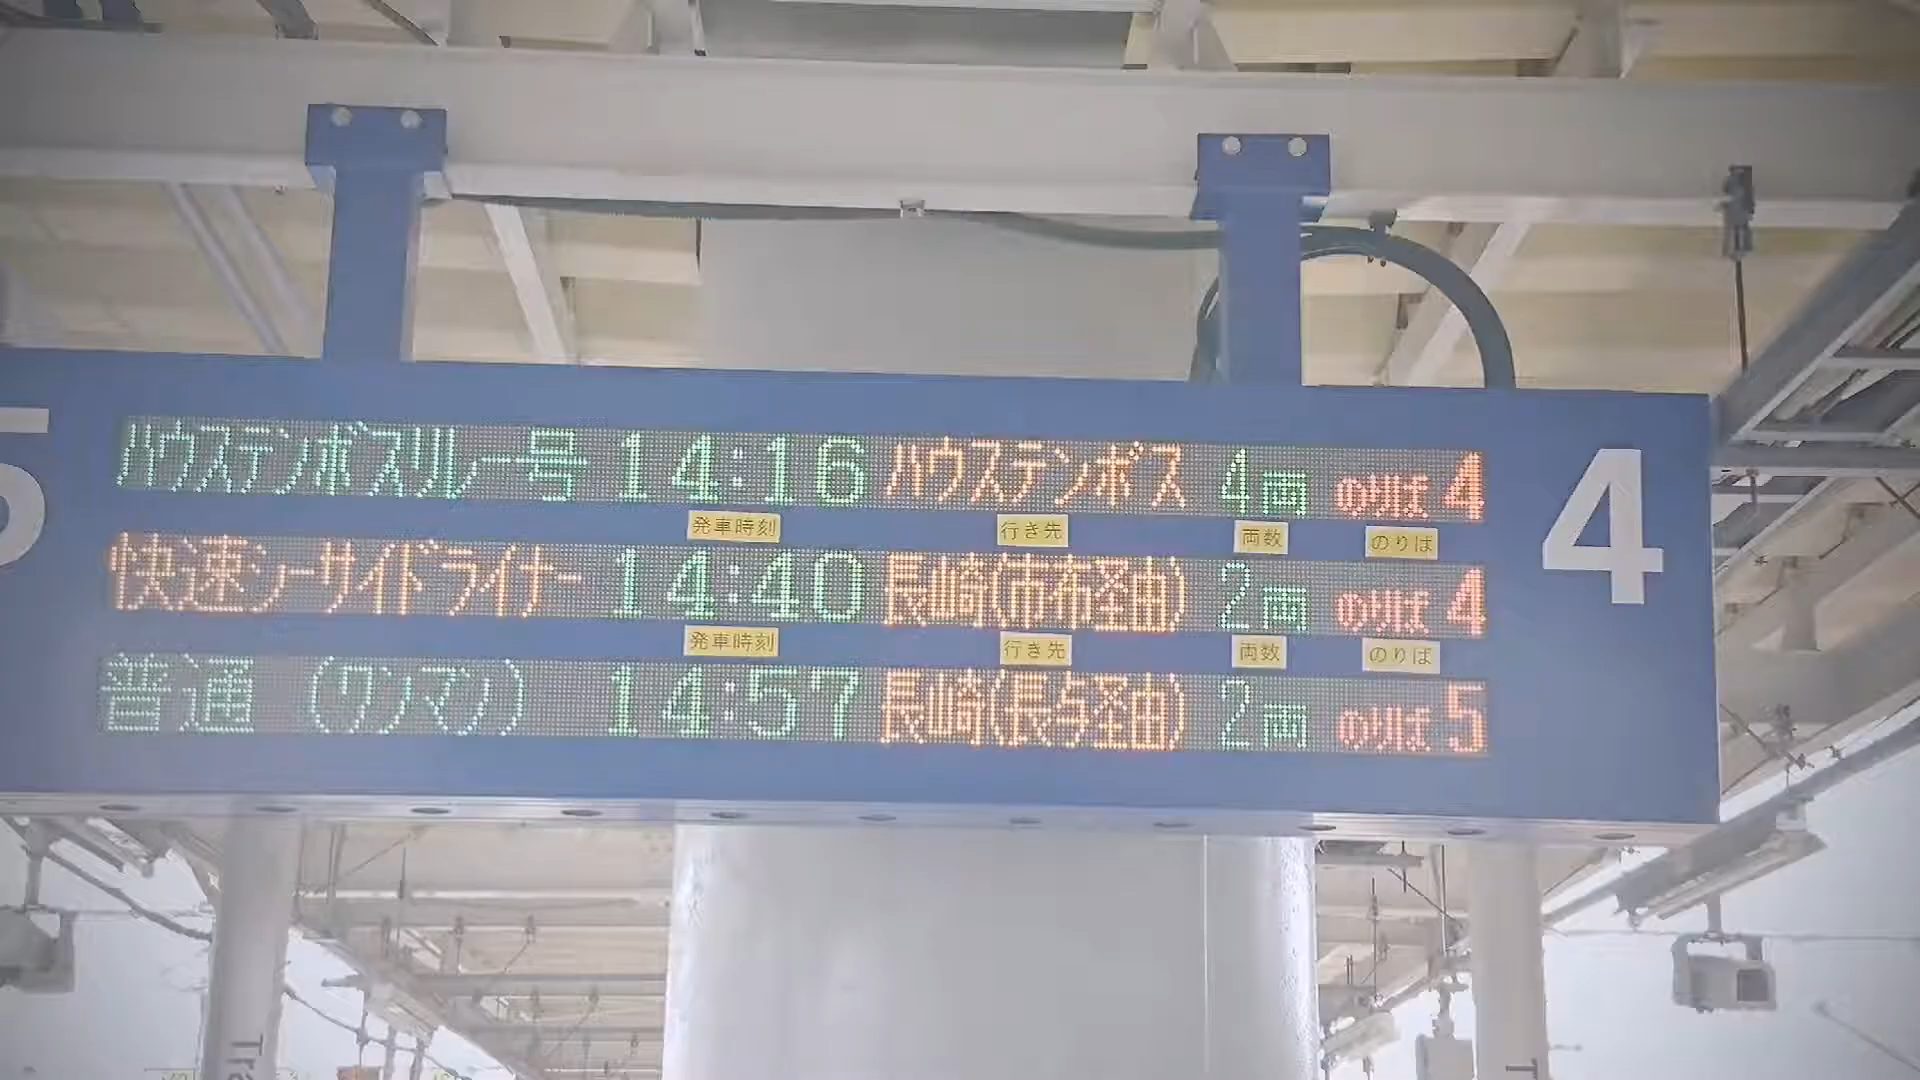 5
ハウステンボスリレー号 14:16 ハウステンボス 4両 のりば 4
発車時刻 行き先 両数 のりば
快速シーサイドライナー 14:40 長崎(市布経由) 2両 のりば 4
発車時刻 行き先 両数 のりば
普通 (ワンマン) 14:57 長崎(長与経由) 2両 のりば 5
4